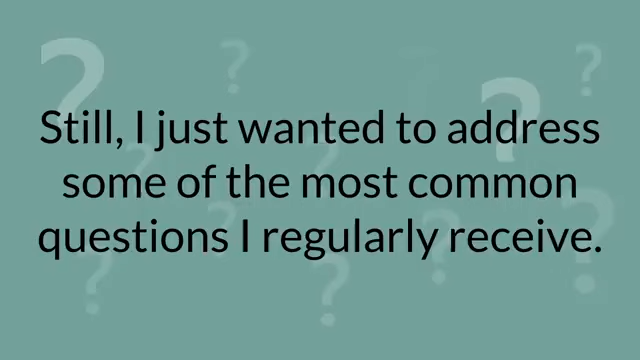 Still, I just wanted to address
some of the most common
questions I regularly receive.